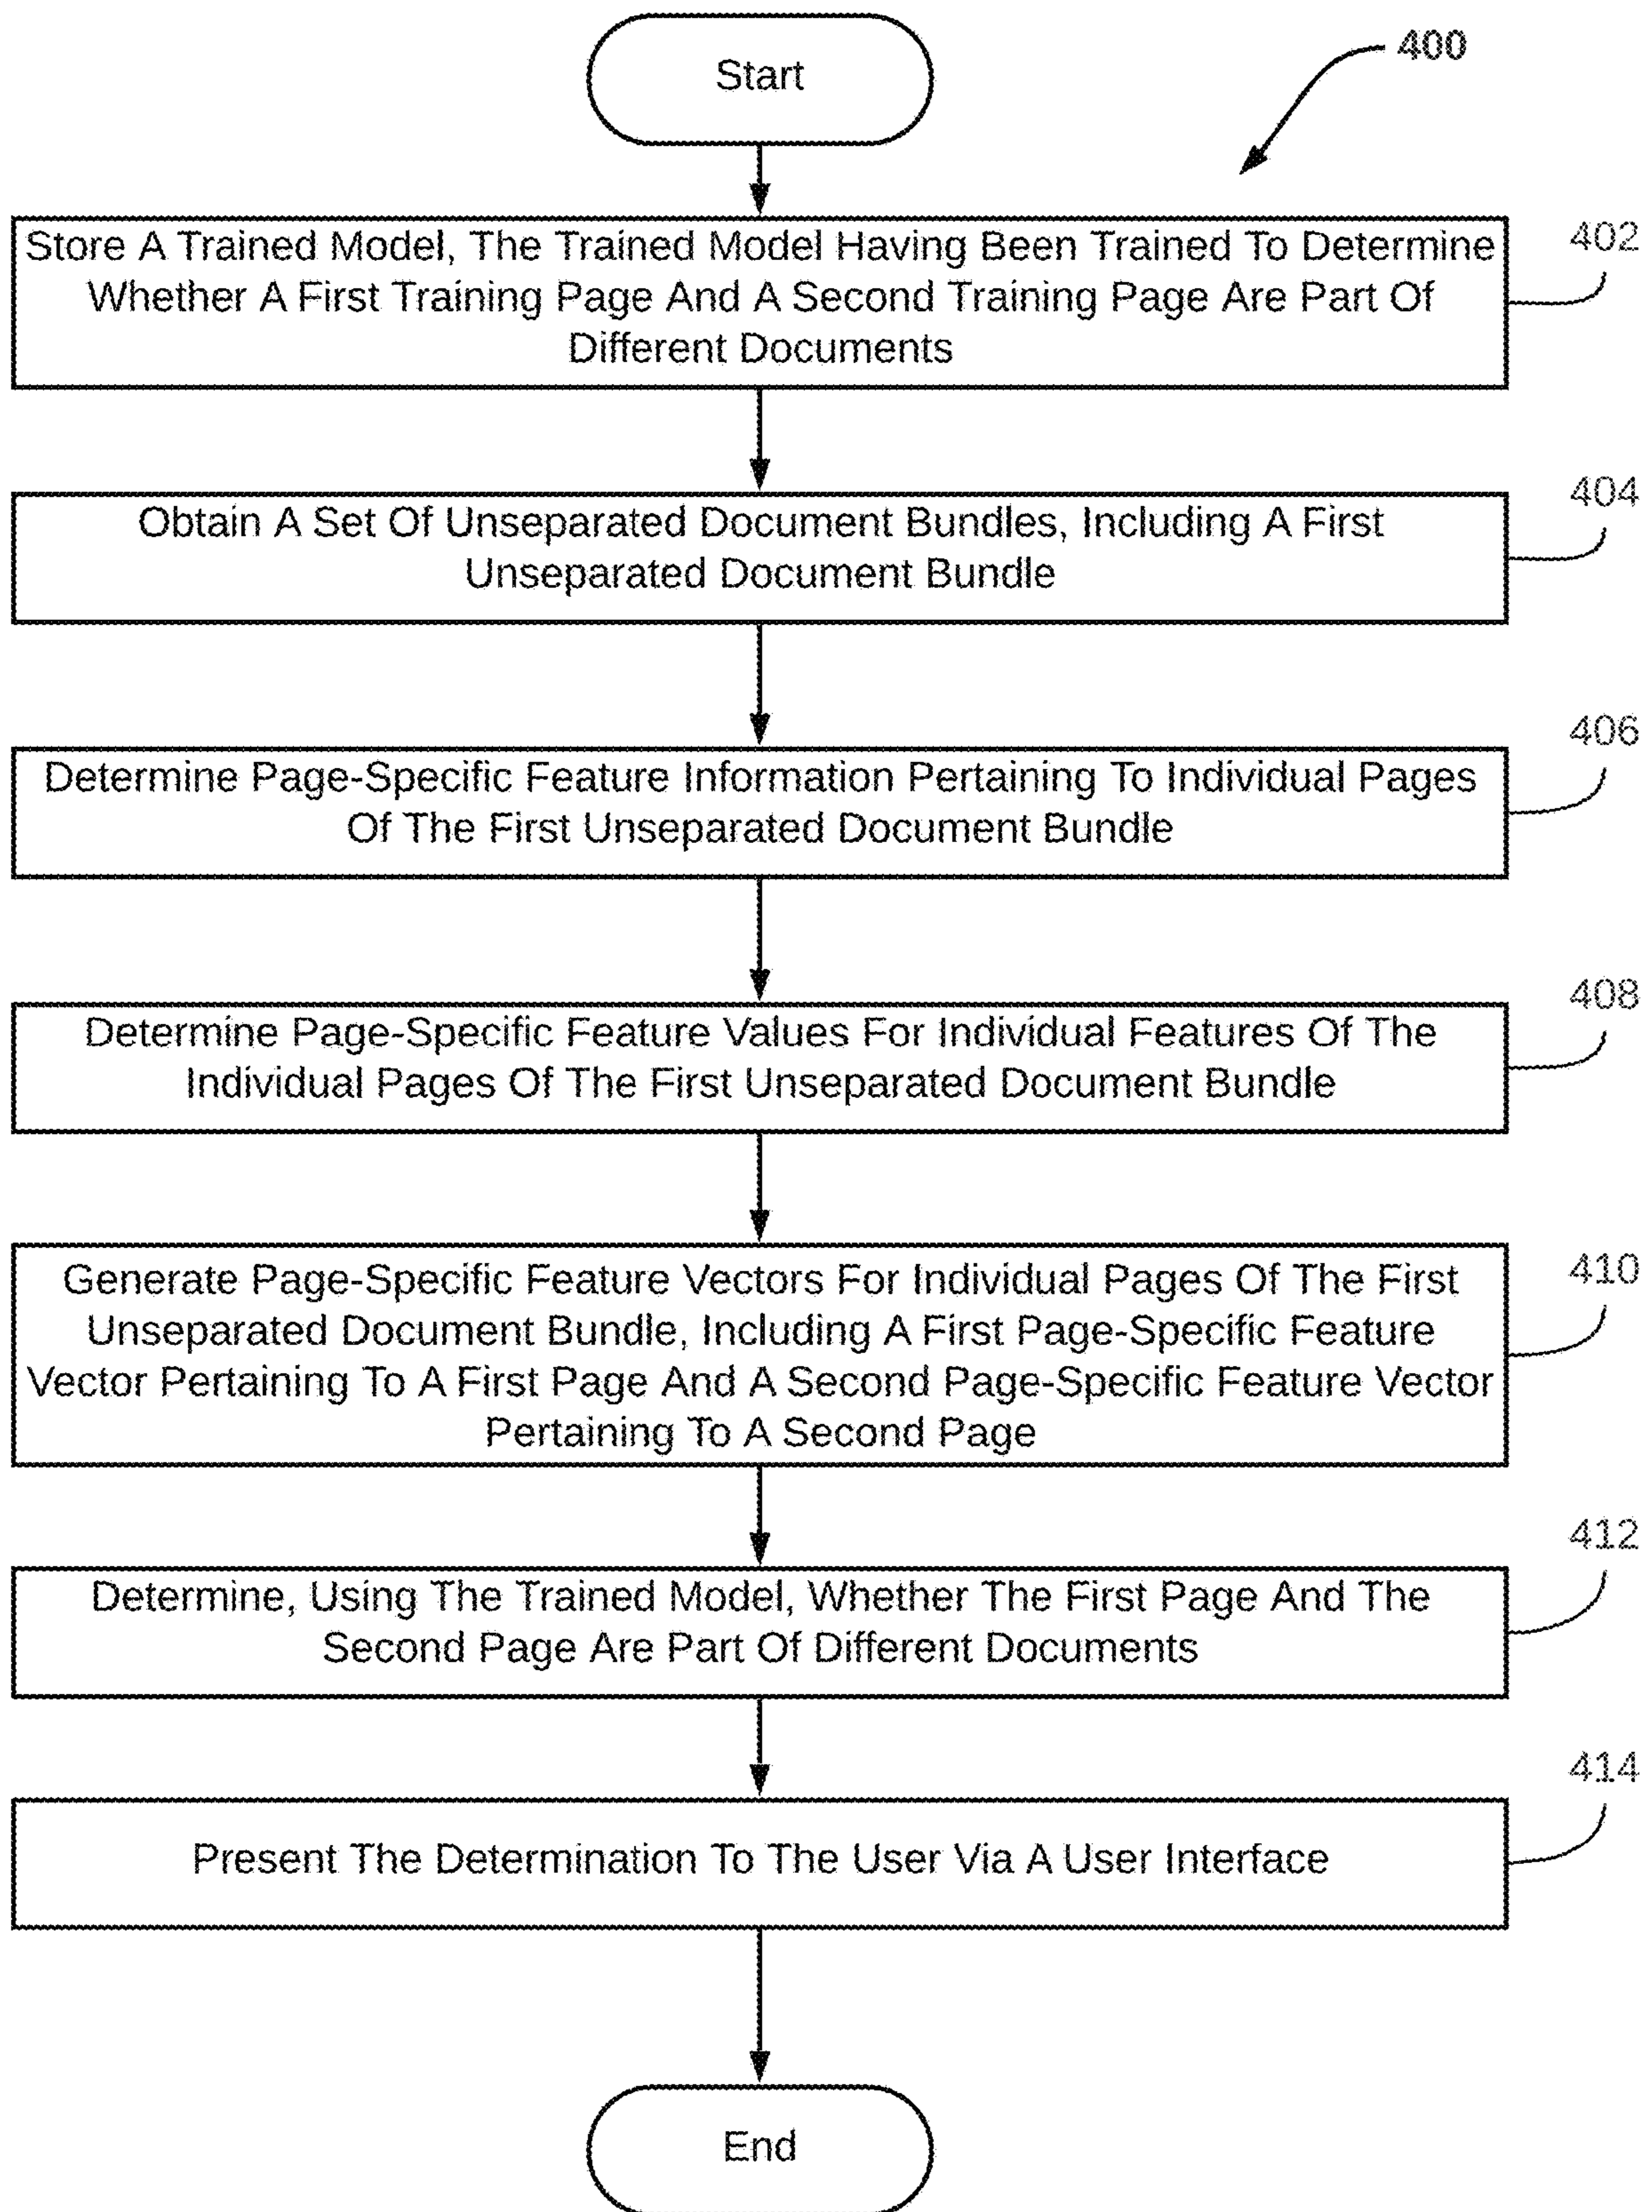 Start
400
Store A Trained Model, The Trained Model Having Been Trained To Determine
Whether A First Training Page And A Second Training Page Are Part Of
Different Documents
402
Obtain A Set Of Unseparated Document Bundles, Including A First
Unseparated Document Bundle
404
Determine Page-Specific Feature Information Pertaining To Individual Pages
Of The First Unseparated Document Bundle
406
Determine Page-Specific Feature Values For Individual Features Of The
Individual Pages Of The First Unseparated Document Bundle
408
Generate Page-Specific Feature Vectors For Individual Pages Of The First
Unseparated Document Bundle, Including A First Page-Specific Feature
Vector Pertaining To A First Page And A Second Page-Specific Feature Vector
Pertaining To A Second Page
410
Determine, Using The Trained Model, Whether The First Page And The
Second Page Are Part Of Different Documents
412
Present The Determination To The User Via A User Interface
414
End